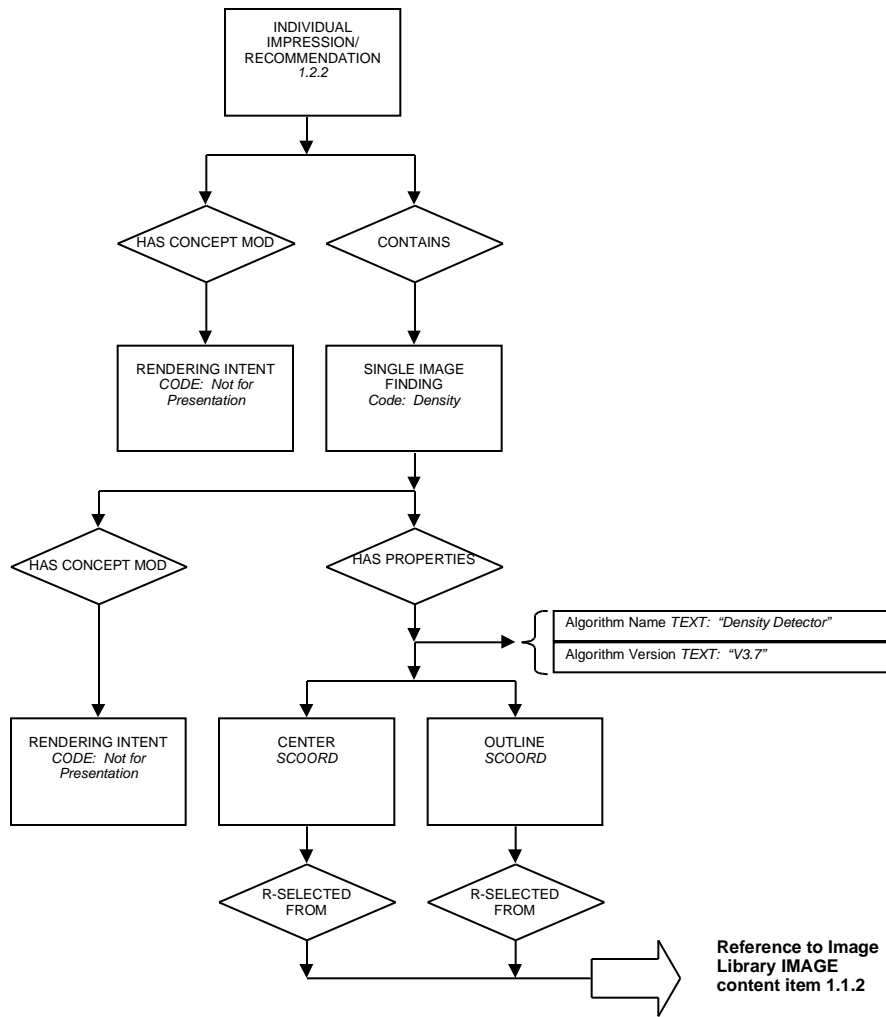 INDIVIDUAL
IMPRESSION/
RECOMMENDATION
1.2.2
HAS CONCEPT MOD
CONTAINS
RENDERING INTENT
CODE:  Not for
Presentation
SINGLE IMAGE
FINDING
Code:  Density
HAS CONCEPT MOD
HAS PROPERTIES
Algorithm Name TEXT:  “Density Detector”
Algorithm Version TEXT:  “V3.7”
RENDERING INTENT
CODE:  Not for
Presentation
CENTER
SCOORD
OUTLINE
SCOORD
R-SELECTED
FROM
R-SELECTED
FROM
Reference to Image
Library IMAGE
content item 1.1.2